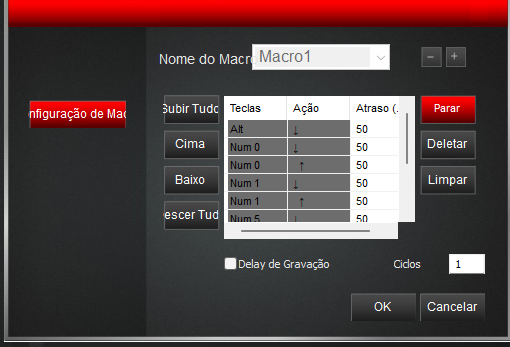 Nome do Macro
Macro1
− +
nfiguração de Mac
Subir Tudo
Cima
Baixo
escer Tud
Teclas Ação Atraso (.
Alt ↓ 50
Num 0 ↓ 50
Num 0 ↑ 50
Num 1 ↓ 50
Num 1 ↑ 50
Num 5 ↓ 50
Parar
Deletar
Limpar
Delay de Gravação
Ciclos 1
OK Cancelar